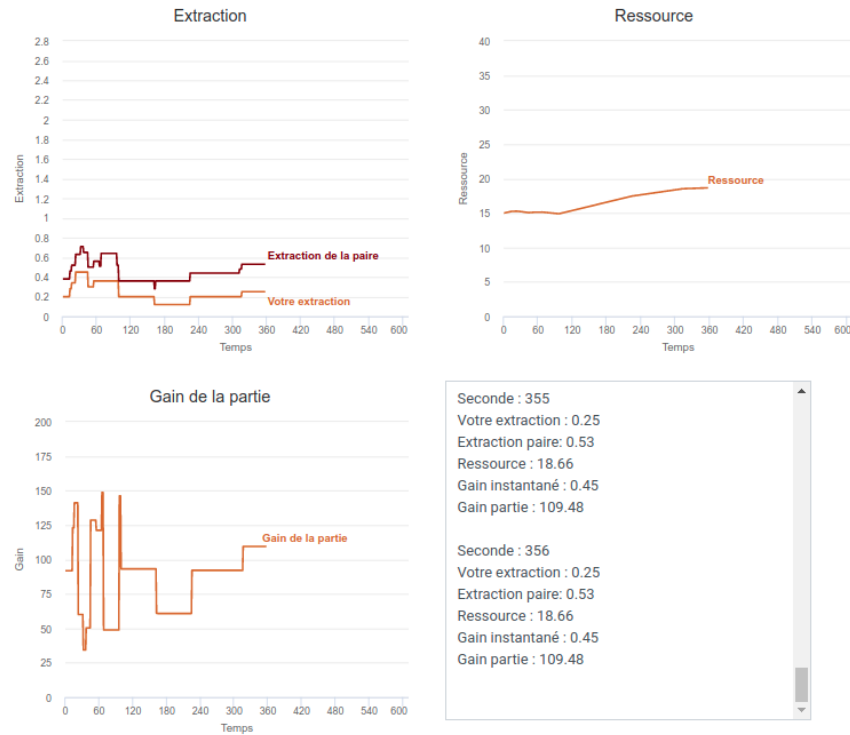 Extraction
2.8
2.6
2.4
2.2
2
1.8
1.6
1.4
1.2
1
0.8
0.6
0.4
0.2
0
Extraction
Extraction de la paire
Votre extraction
0 60 120 180 240 300 360 420 480 540 600
Temps
Ressource
40
35
30
25
20
15
10
5
0
Ressource
Ressource
0 60 120 180 240 300 360 420 480 540 600
Temps
Gain de la partie
200
175
150
125
100
75
50
25
0
Gain
Gain de la partie
0 60 120 180 240 300 360 420 480 540 600
Temps
Seconde : 355
Votre extraction : 0.25
Extraction paire: 0.53
Ressource : 18.66
Gain instantané : 0.45
Gain partie : 109.48
Seconde : 356
Votre extraction : 0.25
Extraction paire: 0.53
Ressource : 18.66
Gain instantané : 0.45
Gain partie : 109.48